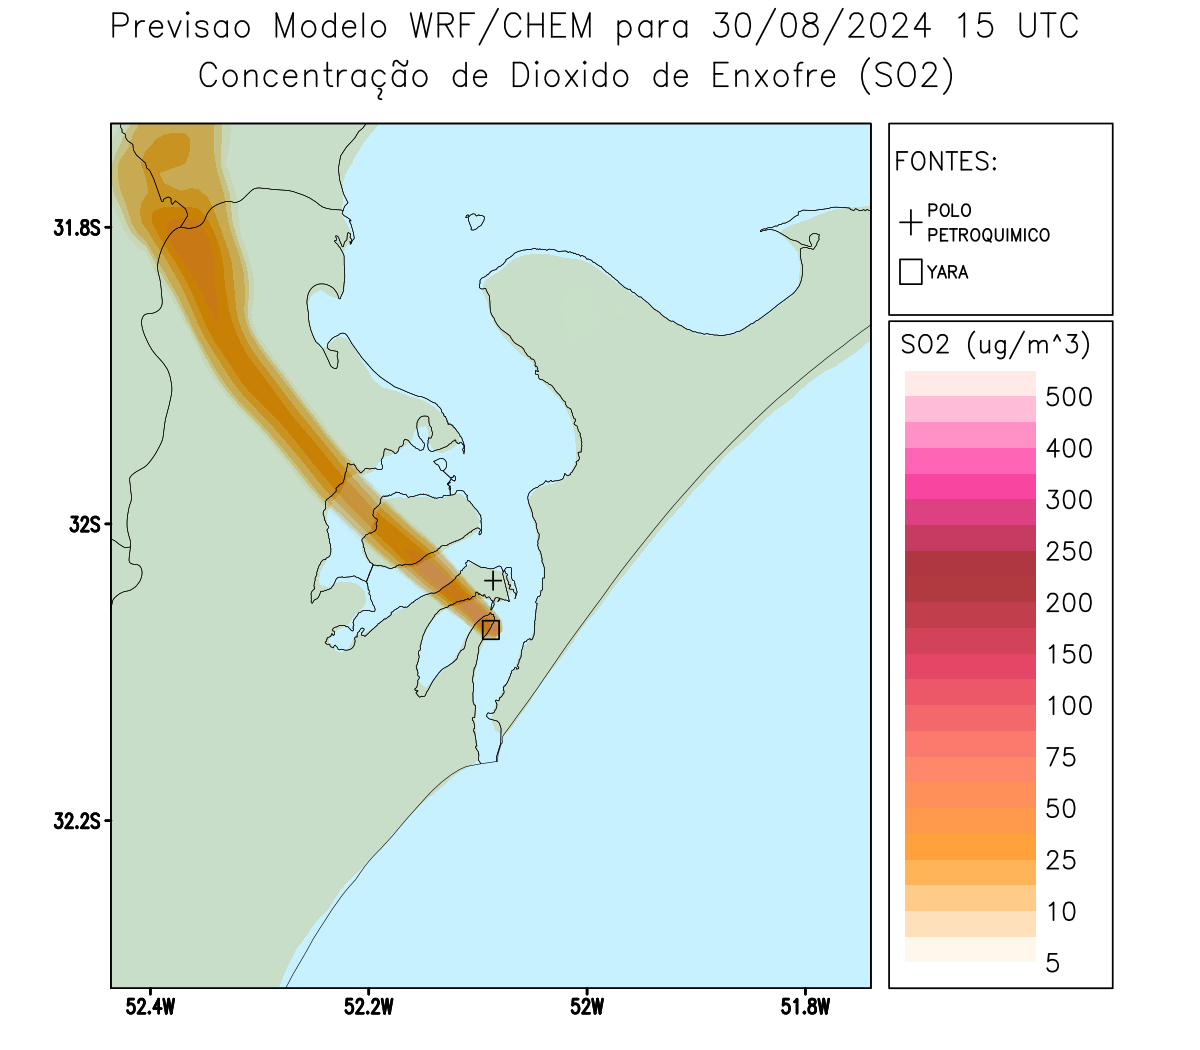 Previsao Modelo WRF/CHEM para 30/08/2024 15 UTC
Concentração de Dioxido de Enxofre (SO2)
FONTES:
POLO
PETROQUIMICO
YARA
SO2 (ug/m^3)
500
400
300
250
200
150
100
75
50
25
10
5
31.8S
32S
32.2S
52.4W
52.2W
52W
51.8W